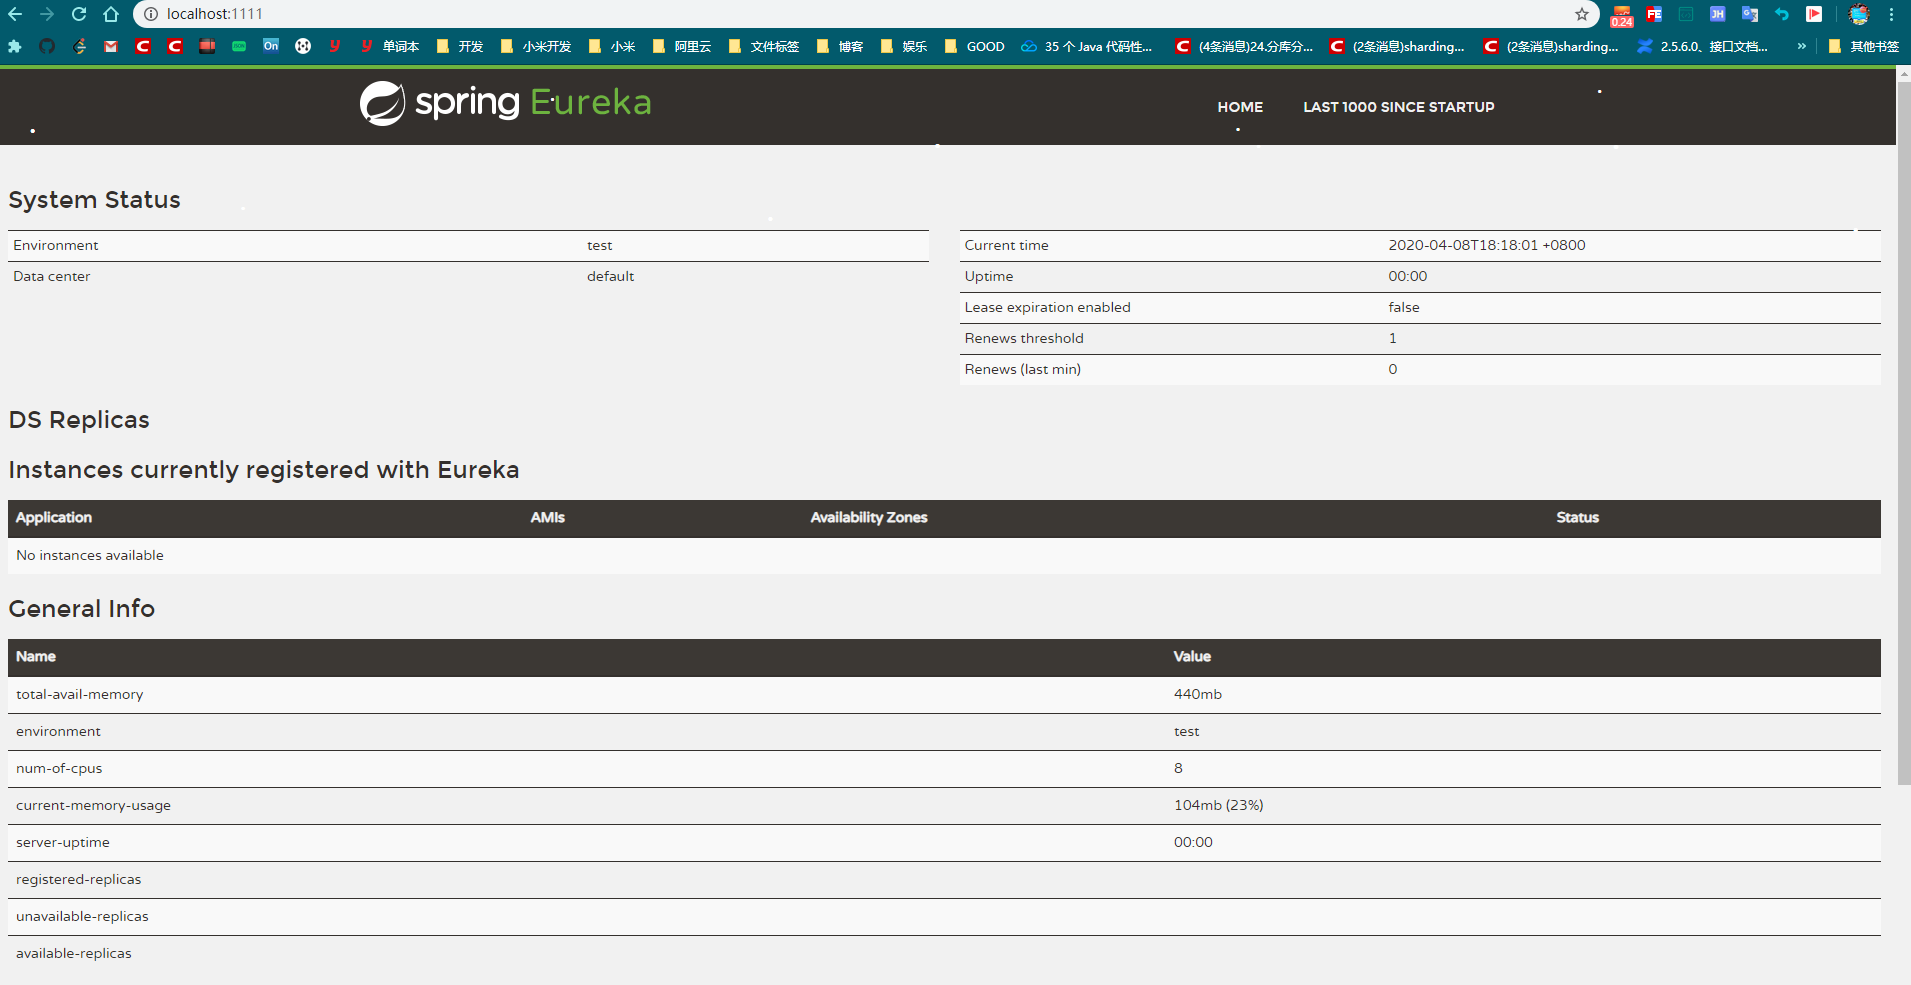 localhost:1111
0.24
FE
JH
G
On
y
y 单词本 开发 小米开发 小米 阿里云 文件标签 博客 娱乐 GOOD 35 个 Java 代码性... C (4条消息)24.分库分... C (2条消息)sharding... C (2条消息)sharding... 2.5.6.0、接口文档... » 其他书签
spring Eureka
HOME LAST 1000 SINCE STARTUP
System Status
Environment test
Data center default
Current time 2020-04-08T18:18:01 +0800
Uptime 00:00
Lease expiration enabled false
Renews threshold 1
Renews (last min) 0
DS Replicas
Instances currently registered with Eureka
Application AMIs Availability Zones Status
No instances available
General Info
Name Value
total-avail-memory 440mb
environment test
num-of-cpus 8
current-memory-usage 104mb (23%)
server-uptime 00:00
registered-replicas
unavailable-replicas
available-replicas